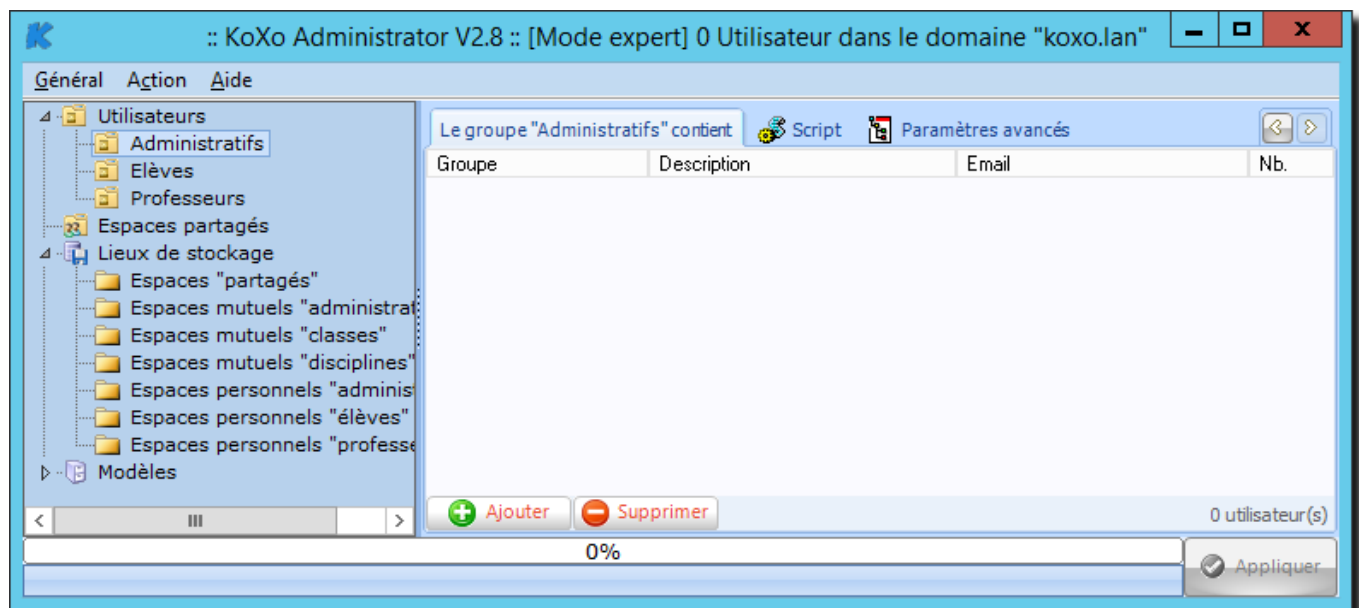 :: KoXo Administrator V2.8 :: [Mode expert] 0 Utilisateur dans le domaine "koxo.lan"
Général Action Aide
Utilisateurs
Administratifs
Elèves
Professeurs
Espaces partagés
Lieux de stockage
Espaces "partagés"
Espaces mutuels "administrat
Espaces mutuels "classes"
Espaces mutuels "disciplines"
Espaces personnels "adminis
Espaces personnels "élèves"
Espaces personnels "professe
Modèles
Le groupe "Administratifs" contient Script Paramètres avancés
Groupe Description Email Nb.
Ajouter Supprimer 0 utilisateur(s)
0%
Appliquer